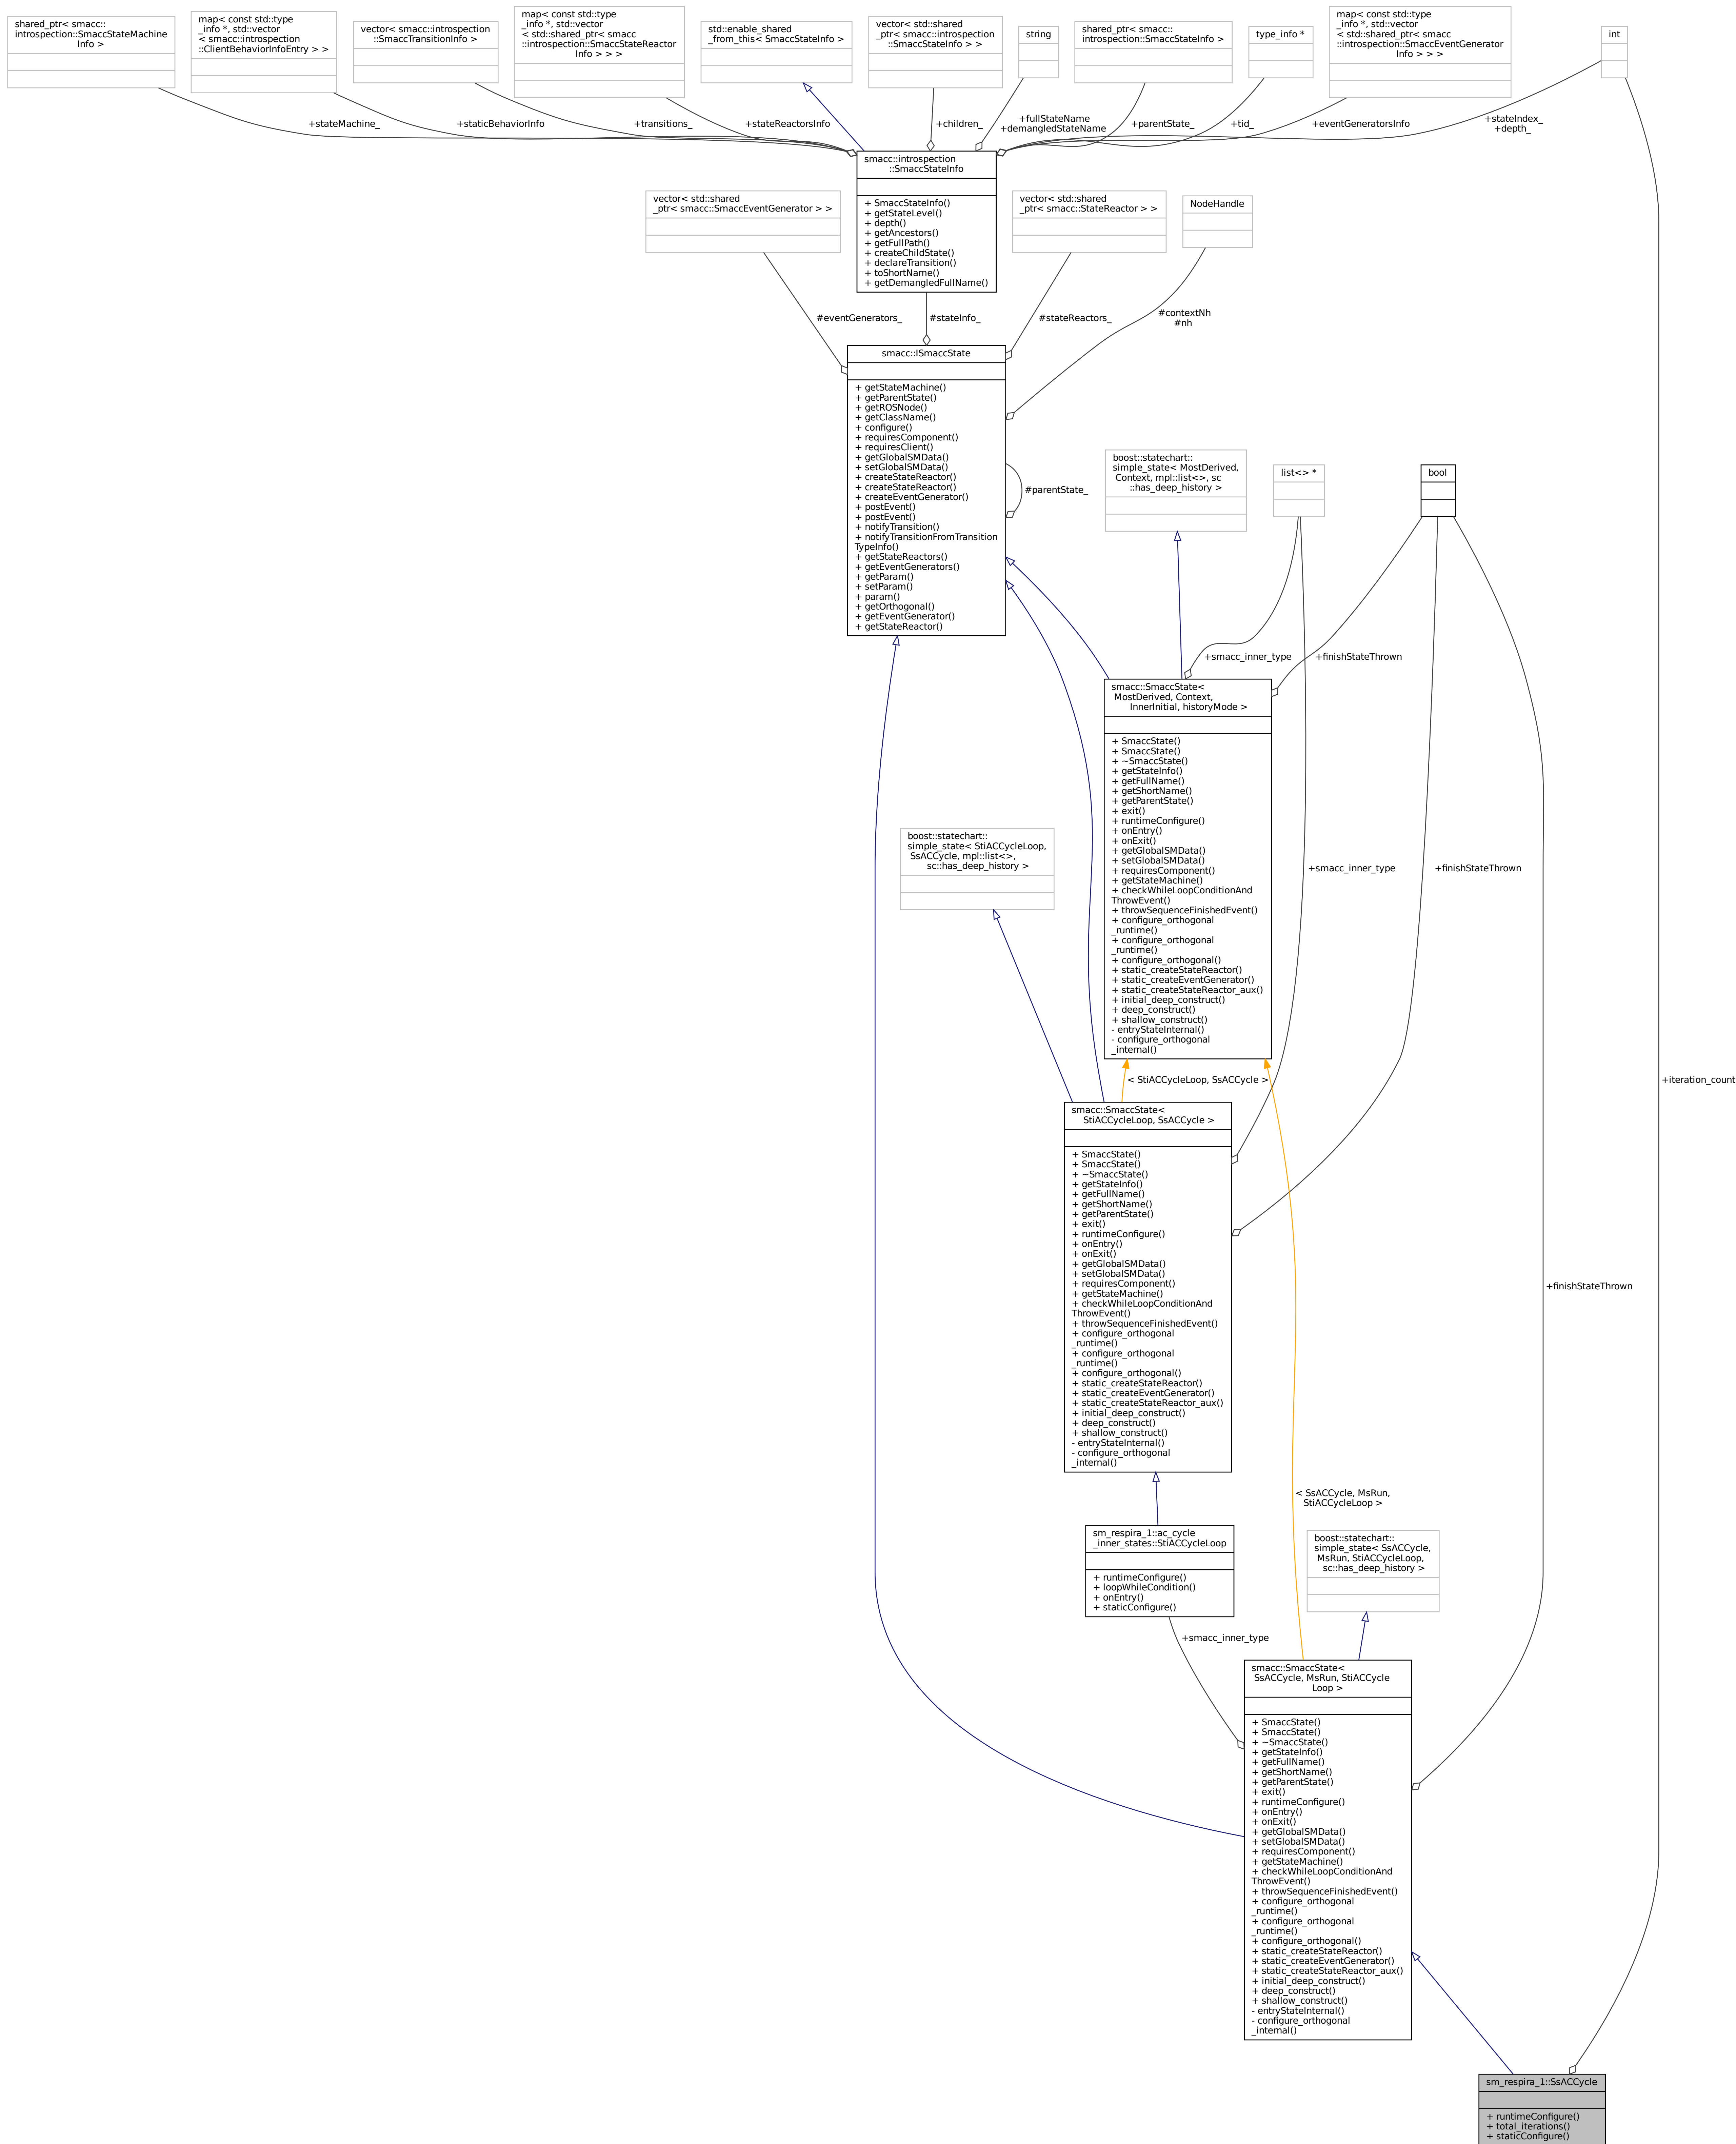 shared_ptr< smacc::
introspection::SmaccStateMachine
Info >
map< const std::type
_info *, std::vector
< smacc::introspection
::ClientBehaviorInfoEntry > >
vector< smacc::introspection
::SmaccTransitionInfo >
map< const std::type
_info *, std::vector
< std::shared_ptr< smacc
::introspection::SmaccStateReactor
Info > > >
std::enable_shared
_from_this< SmaccStateInfo >
vector< std::shared
_ptr< smacc::introspection
::SmaccStateInfo > >
string
shared_ptr< smacc::
introspection::SmaccStateInfo >
type_info *
map< const std::type
_info *, std::vector
< std::shared_ptr< smacc
::introspection::SmaccEventGenerator
Info > > >
int
+stateMachine_
+staticBehaviorInfo
+transitions_
+stateReactorsInfo
+children_
+fullStateName
+demangledStateName
+parentState_
+tid_
+eventGeneratorsInfo
+stateIndex_
+depth_
smacc::introspection
::SmaccStateInfo
+ SmaccStateInfo()
+ getStateLevel()
+ depth()
+ getAncestors()
+ getFullPath()
+ createChildState()
+ declareTransition()
+ toShortName()
+ getDemangledFullName()
vector< std::shared
_ptr< smacc::SmaccEventGenerator > >
vector< std::shared
_ptr< smacc::StateReactor > >
NodeHandle
#eventGenerators_
#stateInfo_
#stateReactors_
#contextNh
#nh
smacc::ISmaccState
+ getStateMachine()
+ getParentState()
+ getROSNode()
+ getClassName()
+ configure()
+ requiresComponent()
+ requiresClient()
+ getGlobalSMData()
+ setGlobalSMData()
+ createStateReactor()
+ createStateReactor()
+ createEventGenerator()
+ postEvent()
+ postEvent()
+ notifyTransition()
+ notifyTransitionFromTransition
TypeInfo()
+ getStateReactors()
+ getEventGenerators()
+ getParam()
+ setParam()
+ param()
+ getOrthogonal()
+ getEventGenerator()
+ getStateReactor()
#parentState_
boost::statechart::
simple_state< MostDerived,
Context, mpl::list<>, sc
::has_deep_history >
list<> *
bool
+smacc_inner_type
+finishStateThrown
smacc::SmaccState<
MostDerived, Context,
InnerInitial, historyMode >
+ SmaccState()
+ SmaccState()
+ ~SmaccState()
+ getStateInfo()
+ getFullName()
+ getShortName()
+ getParentState()
+ exit()
+ runtimeConfigure()
+ onEntry()
+ onExit()
+ getGlobalSMData()
+ setGlobalSMData()
+ requiresComponent()
+ getStateMachine()
+ checkWhileLoopConditionAnd
ThrowEvent()
+ throwSequenceFinishedEvent()
+ configure_orthogonal
_runtime()
+ configure_orthogonal
_runtime()
+ configure_orthogonal()
+ static_createStateReactor()
+ static_createEventGenerator()
+ static_createStateReactor_aux()
+ initial_deep_construct()
+ deep_construct()
+ shallow_construct()
- entryStateInternal()
- configure_orthogonal
_internal()
boost::statechart::
simple_state< StiACCycleLoop,
SsACCycle, mpl::list<>,
sc::has_deep_history >
+smacc_inner_type
+finishStateThrown
< StiACCycleLoop, SsACCycle >
+iteration_count
smacc::SmaccState<
StiACCycleLoop, SsACCycle >
+ SmaccState()
+ SmaccState()
+ ~SmaccState()
+ getStateInfo()
+ getFullName()
+ getShortName()
+ getParentState()
+ exit()
+ runtimeConfigure()
+ onEntry()
+ onExit()
+ getGlobalSMData()
+ setGlobalSMData()
+ requiresComponent()
+ getStateMachine()
+ checkWhileLoopConditionAnd
ThrowEvent()
+ throwSequenceFinishedEvent()
+ configure_orthogonal
_runtime()
+ configure_orthogonal
_runtime()
+ configure_orthogonal()
+ static_createStateReactor()
+ static_createEventGenerator()
+ static_createStateReactor_aux()
+ initial_deep_construct()
+ deep_construct()
+ shallow_construct()
- entryStateInternal()
- configure_orthogonal
_internal()
+finishStateThrown
< SsACCycle, MsRun,
StiACCycleLoop >
sm_respira_1::ac_cycle
_inner_states::StiACCycleLoop
+ runtimeConfigure()
+ loopWhileCondition()
+ onEntry()
+ staticConfigure()
boost::statechart::
simple_state< SsACCycle,
MsRun, StiACCycleLoop,
sc::has_deep_history >
+smacc_inner_type
smacc::SmaccState<
SsACCycle, MsRun, StiACCycle
Loop >
+ SmaccState()
+ SmaccState()
+ ~SmaccState()
+ getStateInfo()
+ getFullName()
+ getShortName()
+ getParentState()
+ exit()
+ runtimeConfigure()
+ onEntry()
+ onExit()
+ getGlobalSMData()
+ setGlobalSMData()
+ requiresComponent()
+ getStateMachine()
+ checkWhileLoopConditionAnd
ThrowEvent()
+ throwSequenceFinishedEvent()
+ configure_orthogonal
_runtime()
+ configure_orthogonal
_runtime()
+ configure_orthogonal()
+ static_createStateReactor()
+ static_createEventGenerator()
+ static_createStateReactor_aux()
+ initial_deep_construct()
+ deep_construct()
+ shallow_construct()
- entryStateInternal()
- configure_orthogonal
_internal()
sm_respira_1::SsACCycle
+ runtimeConfigure()
+ total_iterations()
+ staticConfigure()